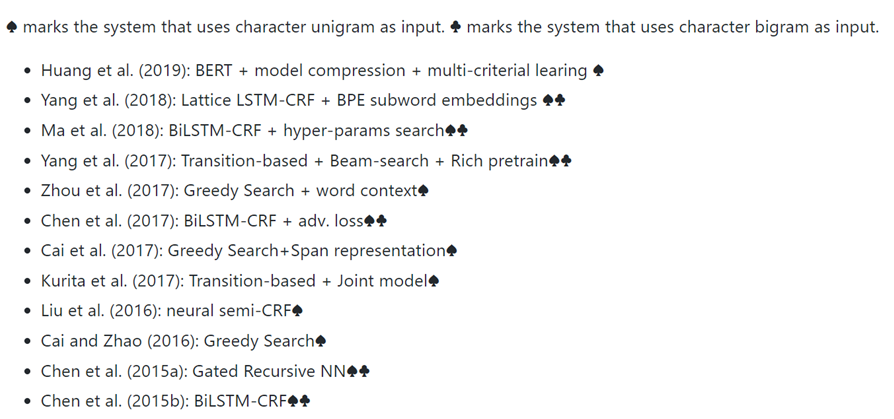 ♠ marks the system that uses character unigram as input. ♣ marks the system that uses character bigram as input.
• Huang et al. (2019): BERT + model compression + multi-criterial learing ♠
• Yang et al. (2018): Lattice LSTM-CRF + BPE subword embeddings ♠♣
• Ma et al. (2018): BiLSTM-CRF + hyper-params search♠♣
• Yang et al. (2017): Transition-based + Beam-search + Rich pretrain♠♣
• Zhou et al. (2017): Greedy Search + word context♠
• Chen et al. (2017): BiLSTM-CRF + adv. loss♠♣
• Cai et al. (2017): Greedy Search+Span representation♠
• Kurita et al. (2017): Transition-based + Joint model♠
• Liu et al. (2016): neural semi-CRF♠
• Cai and Zhao (2016): Greedy Search♠
• Chen et al. (2015a): Gated Recursive NN♠♣
• Chen et al. (2015b): BiLSTM-CRF♠♣